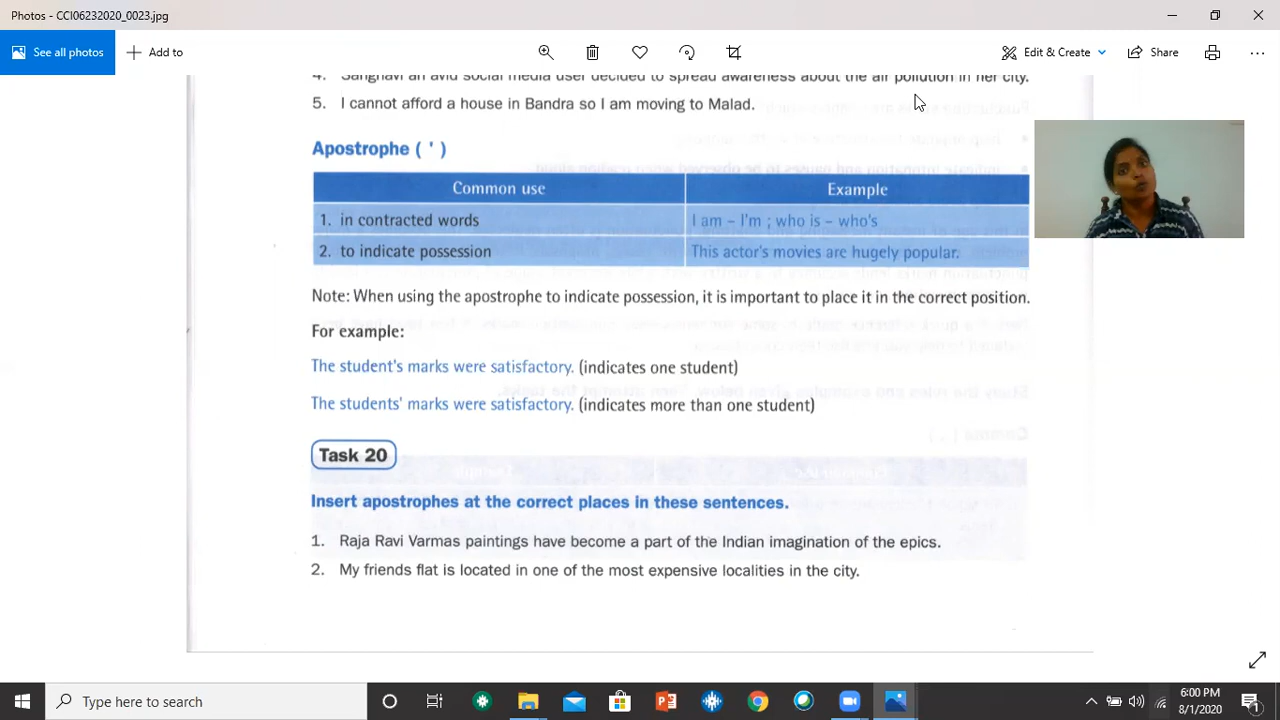 Photos - CCI06232020_0023.jpg
See all photos
Add to
Edit & Create
Share
4. Sanghavi an avid social media user decided to spread awareness about the air pollution in her city.
5. I cannot afford a house in Bandra so I am moving to Malad.
Apostrophe ( ' )
Common use Example
1. in contracted words I am – I'm ; who is – who's
2. to indicate possession This actor's movies are hugely popular.
Note: When using the apostrophe to indicate possession, it is important to place it in the correct position.
For example:
The student's marks were satisfactory. (indicates one student)
The students' marks were satisfactory. (indicates more than one student)
Task 20
Insert apostrophes at the correct places in these sentences.
1. Raja Ravi Varmas paintings have become a part of the Indian imagination of the epics.
2. My friends flat is located in one of the most expensive localities in the city.
Type here to search
6:00 PM
8/1/2020